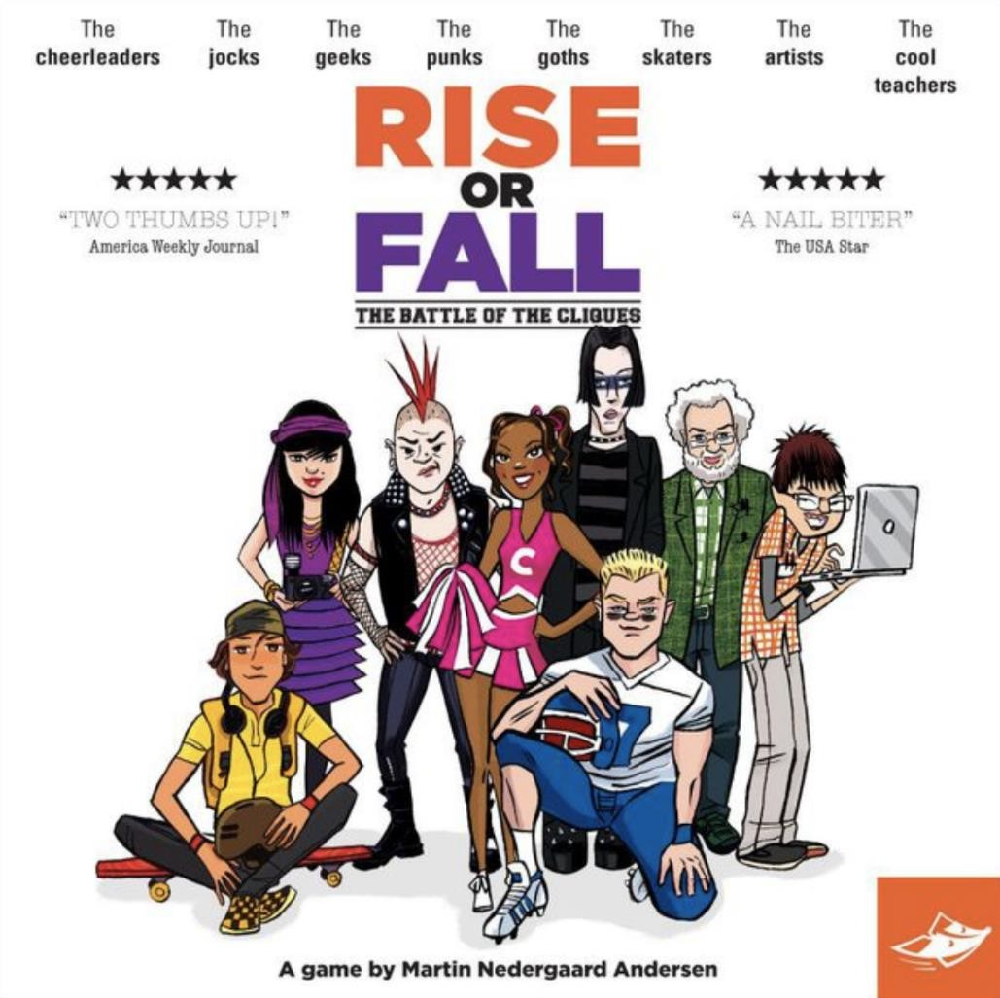 The cheerleaders
The jocks
The geeks
The punks
The goths
The skaters
The artists
The cool teachers
RISE
OR
FALL
THE BATTLE OF THE CLIQUES
★★★★★
“TWO THUMBS UP!”
America Weekly Journal
★★★★★
“A NAIL BITER”
The USA Star
C
7
A game by Martin Nedergaard Andersen